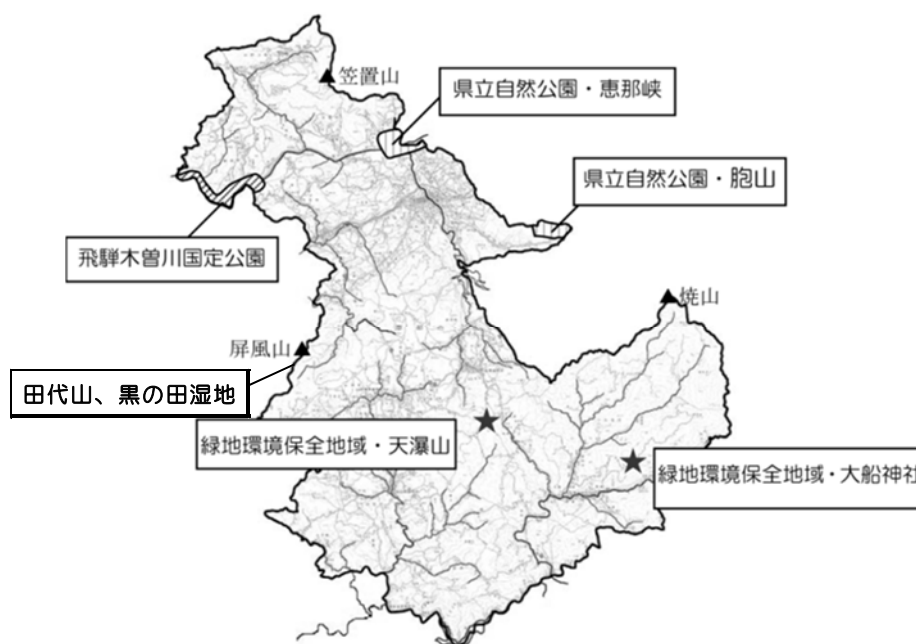 笠置山
県立自然公園・恵那峡
県立自然公園・胞山
飛騨木曽川国定公園
焼山
屏風山
田代山、黒の田湿地
緑地環境保全地域・天瀑山
緑地環境保全地域・大船神社